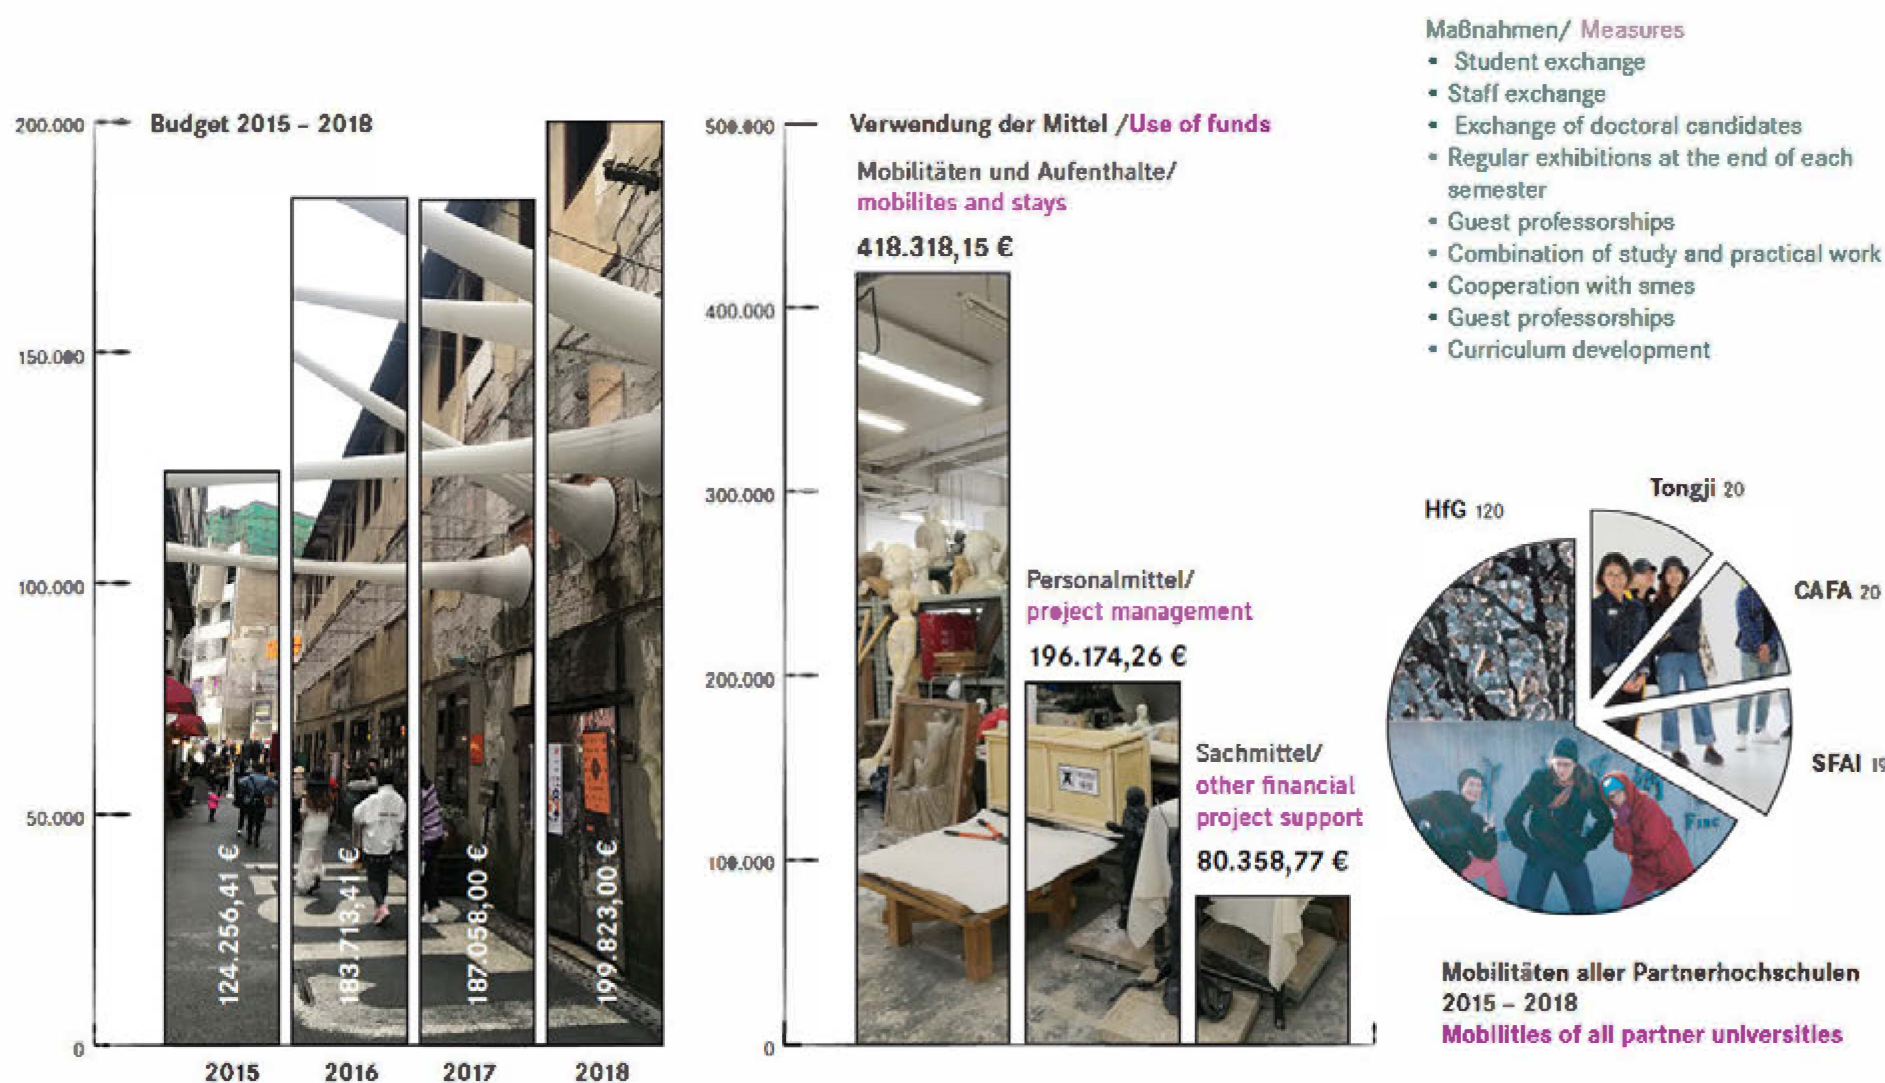 Budget 2015 – 2018
200.000
150.000
100.000
50.000
0
124.256,41 €
183.713,41 €
187.058,00 €
199.823,00 €
2015
2016
2017
2018
Verwendung der Mittel /Use of funds
500.000
400.000
300.000
200.000
100.000
0
Mobilitäten und Aufenthalte/
mobilites and stays
418.318,15 €
Personalmittel/
project management
196.174,26 €
Sachmittel/
other financial
project support
80.358,77 €
Maßnahmen/ Measures
• Student exchange
• Staff exchange
• Exchange of doctoral candidates
• Regular exhibitions at the end of each
semester
• Guest professorships
• Combination of study and practical work
• Cooperation with smes
• Guest professorships
• Curriculum development
HfG 120
Tongji 20
CAFA 20
SFAI 19
Mobilitäten aller Partnerhochschulen
2015 – 2018
Mobilities of all partner universities